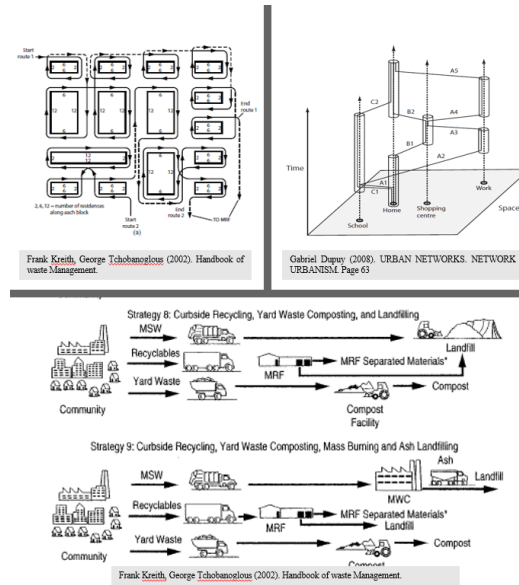 Start
route 1
End
route 1
2, 6, 12 = number of residences
along each block
Start
route 2
End
route 2
TO MRF
(a)
Frank Kreith, George Tchobanoglous (2002). Handbook of
waste Management.
Time
A5
C2
B2
A4
A3
B1
A2
A1
C1
Work
Home
Shopping
centre
School
Space
Gabriel Dupuy (2008). URBAN NETWORKS. NETWORK
URBANISM. Page 63
Strategy 8: Curbside Recycling, Yard Waste Composting, and Landfilling
MSW
Landfill
Recyclables
MRF
MRF Separated Materials*
Yard Waste
Compost
Community
Compost
Facility
Strategy 9: Curbside Recycling, Yard Waste Composting, Mass Burning and Ash Landfilling
MSW
Ash
Landfill
MWC
Recyclables
MRF
MRF Separated Materials*
Landfill
Yard Waste
Compost
Community
Frank Kreith, George Tchobanoglous (2002). Handbook of waste Management.